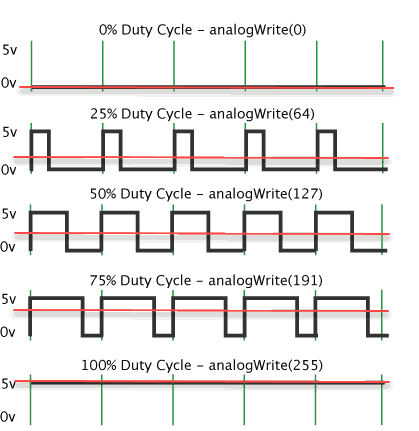 0% Duty Cycle – analogWrite(0)
5v
0v
25% Duty Cycle – analogWrite(64)
5v
0v
50% Duty Cycle – analogWrite(127)
5v
0v
75% Duty Cycle – analogWrite(191)
5v
0v
100% Duty Cycle – analogWrite(255)
5v
0v